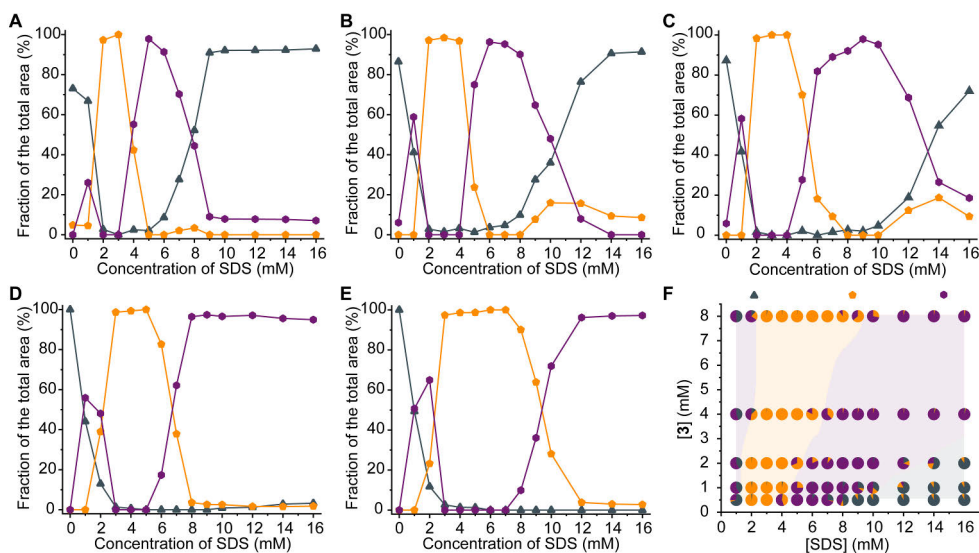 A
B
C
Fraction of the total area (%)
100
80
60
40
20
0
0 2 4 6 8 10 12 14 16
Concentration of SDS (mM)
Fraction of the total area (%)
100
80
60
40
20
0
0 2 4 6 8 10 12 14 16
Concentration of SDS (mM)
Fraction of the total area (%)
100
80
60
40
20
0
0 2 4 6 8 10 12 14 16
Concentration of SDS (mM)
D
E
F
Fraction of the total area (%)
100
80
60
40
20
0
0 2 4 6 8 10 12 14 16
Concentration of SDS (mM)
Fraction of the total area (%)
100
80
60
40
20
0
0 2 4 6 8 10 12 14 16
Concentration of SDS (mM)
[3] (mM)
8
7
6
5
4
3
2
1
0
0 2 4 6 8 10 12 14 16
[SDS] (mM)